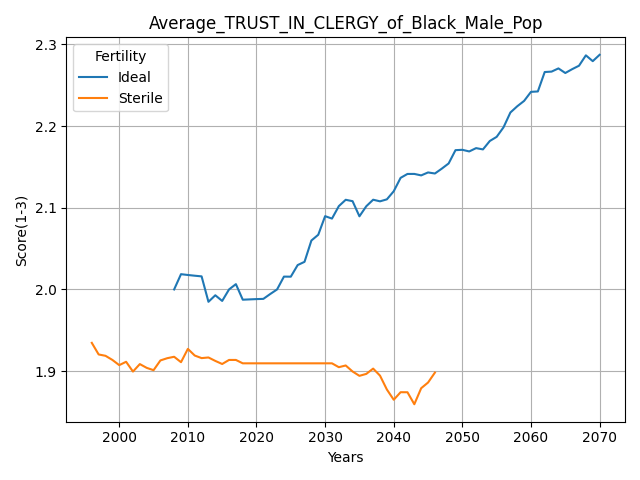 Average_TRUST_IN_CLERGY_of_Black_Male_Pop
Fertility
Ideal
Sterile
Score(1-3)
2.3
2.2
2.1
2.0
1.9
2000 2010 2020 2030 2040 2050 2060 2070
Years